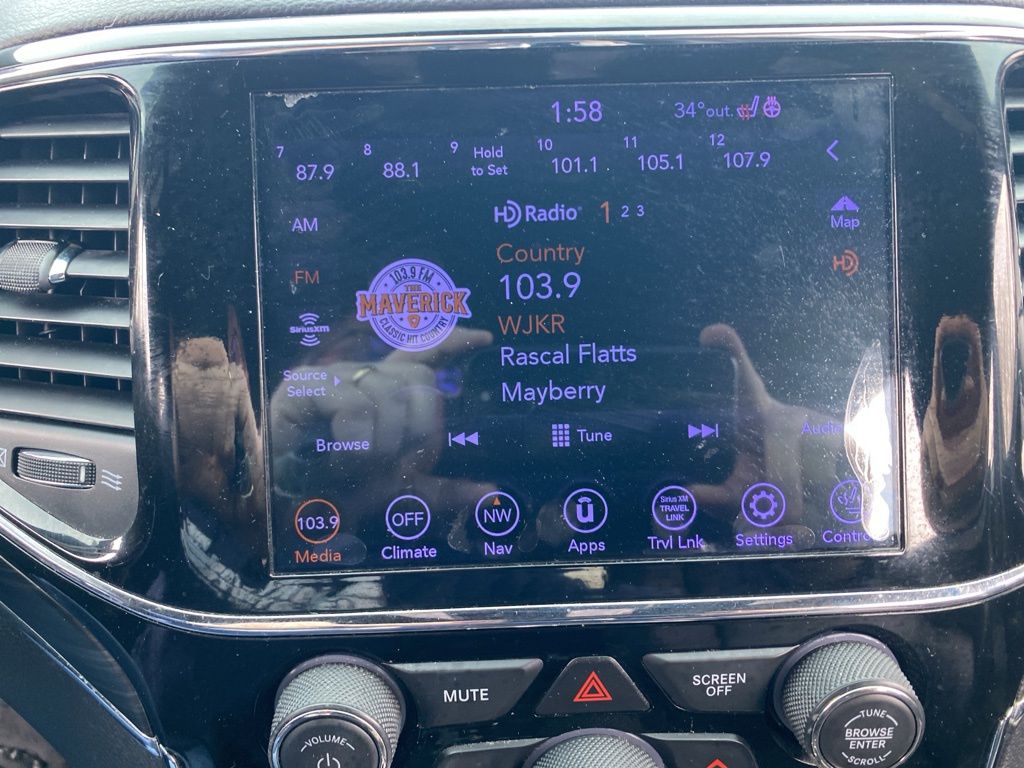 1:58 34°out.
7 87.9 8 88.1 9 Hold to Set 10 101.1 11 105.1 12 107.9
AM
HD Radio 1 2 3
Map
Country
FM
103.9 FM
THE
MAVERICK
CLASSIC HIT COUNTRY
103.9
HD
SiriusXM
WJKR
Rascal Flatts
Source
Select
Mayberry
Browse
Tune
Audio
103.9 OFF NW Sirius XM TRAVEL LINK
Media Climate Nav Apps Trvl Lnk Settings Contro
MUTE
SCREEN
OFF
VOLUME
TUNE
BROWSE
ENTER
SCROLL